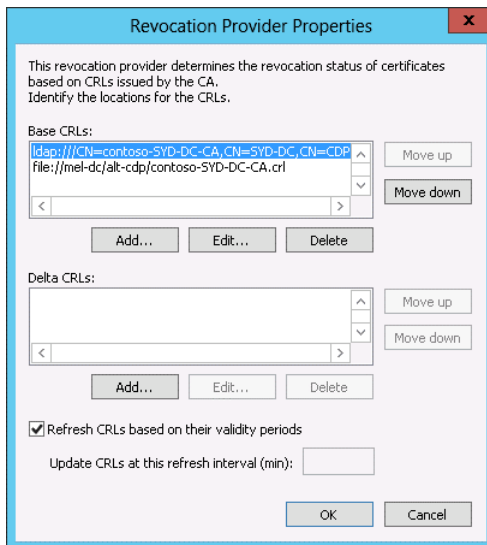 Revocation Provider Properties
x
This revocation provider determines the revocation status of certificates
based on CRLs issued by the CA.
Identify the locations for the CRLs.
Base CRLs:
ldap:///CN=contoso-SYD-DC-CA,CN=SYD-DC,CN=CDP
file://mel-dc/alt-cdp/contoso-SYD-DC-CA.crl
Move up
Move down
Add...
Edit...
Delete
Delta CRLs:
Move up
Move down
Add...
Edit...
Delete
Refresh CRLs based on their validity periods
Update CRLs at this refresh interval (min):
OK
Cancel